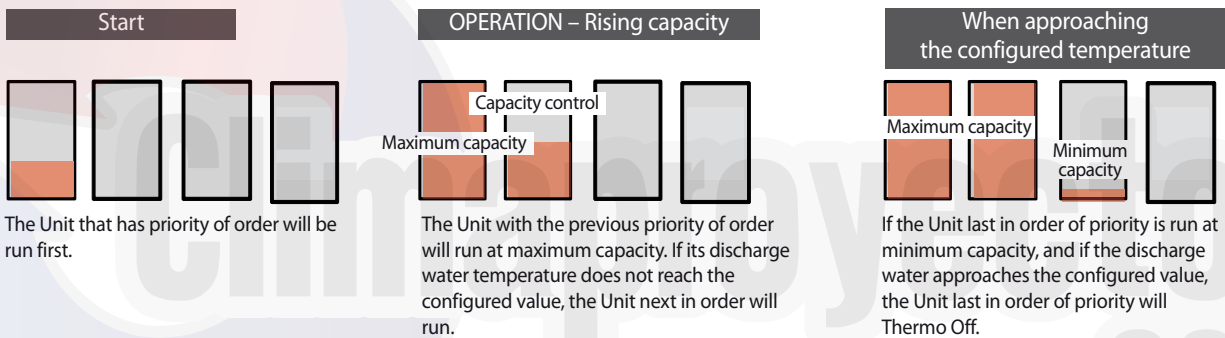 Start
The Unit that has priority of order will be
run first.
OPERATION – Rising capacity
Capacity control
Maximum capacity
The Unit with the previous priority of order
will run at maximum capacity. If its discharge
water temperature does not reach the
configured value, the Unit next in order will
run.
When approaching
the configured temperature
Maximum capacity
Minimum
capacity
If the Unit last in order of priority is run at
minimum capacity, and if the discharge
water approaches the configured value,
the Unit last in order of priority will
Thermo Off.
Climaproyecto